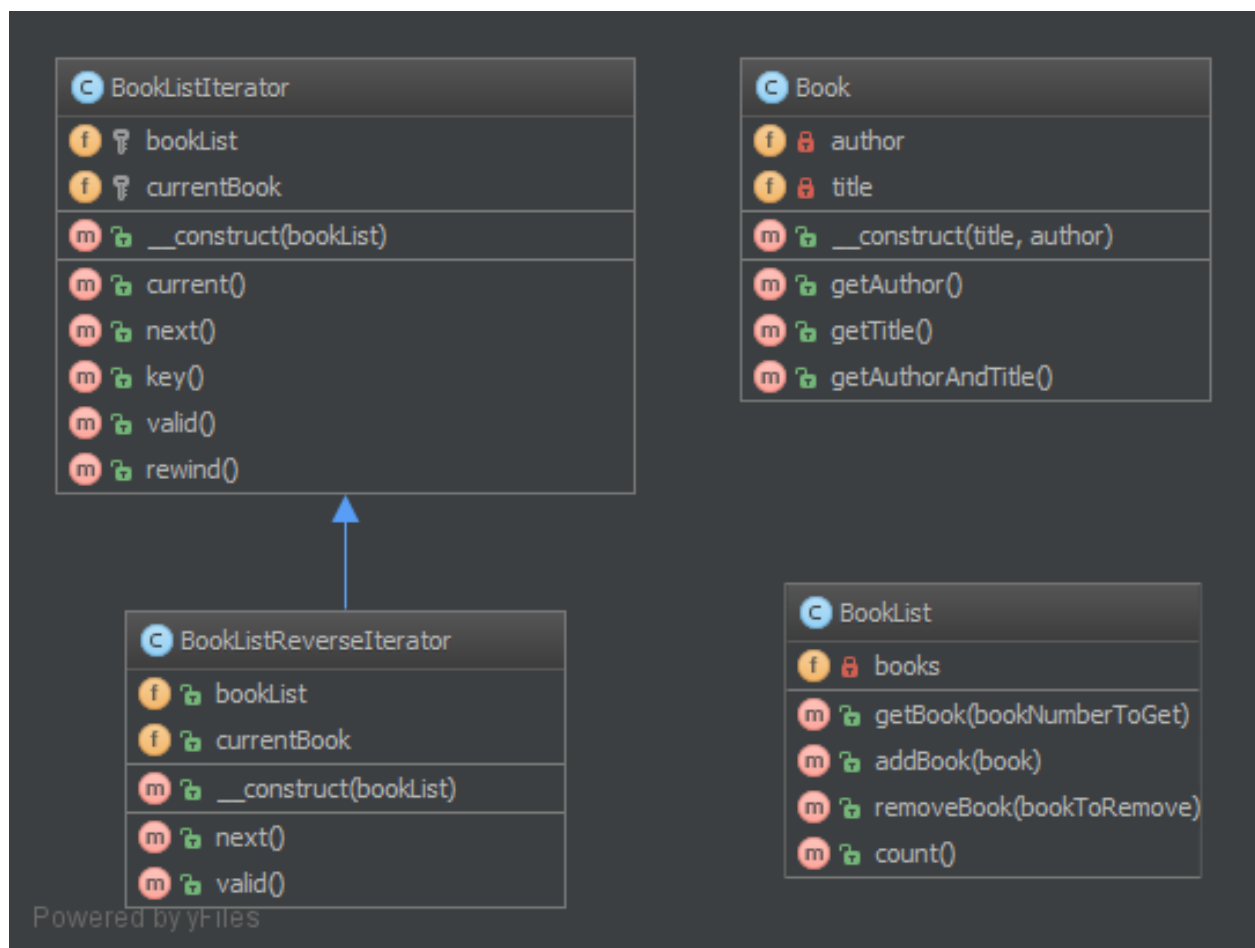 BookListIterator
bookList
currentBook
__construct(bookList)
current()
next()
key()
valid()
rewind()
Book
author
title
__construct(title, author)
getAuthor()
getTitle()
getAuthorAndTitle()
BookListReverseIterator
bookList
currentBook
__construct(bookList)
next()
valid()
BookList
books
getBook(bookNumberToGet)
addBook(book)
removeBook(bookToRemove)
count()
Powered by yFiles